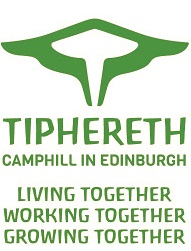 TIPHERETH
CAMPHILL IN EDINBURGH
LIVING TOGETHER
WORKING TOGETHER
GROWING TOGETHER